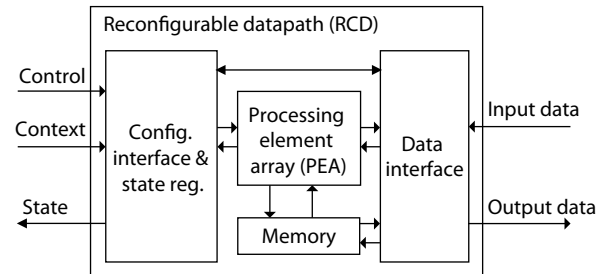 Reconfigurable datapath (RCD)
Control
Context
State
Config.
interface &
state reg.
Processing
element
array (PEA)
Memory
Data
interface
Input data
Output data